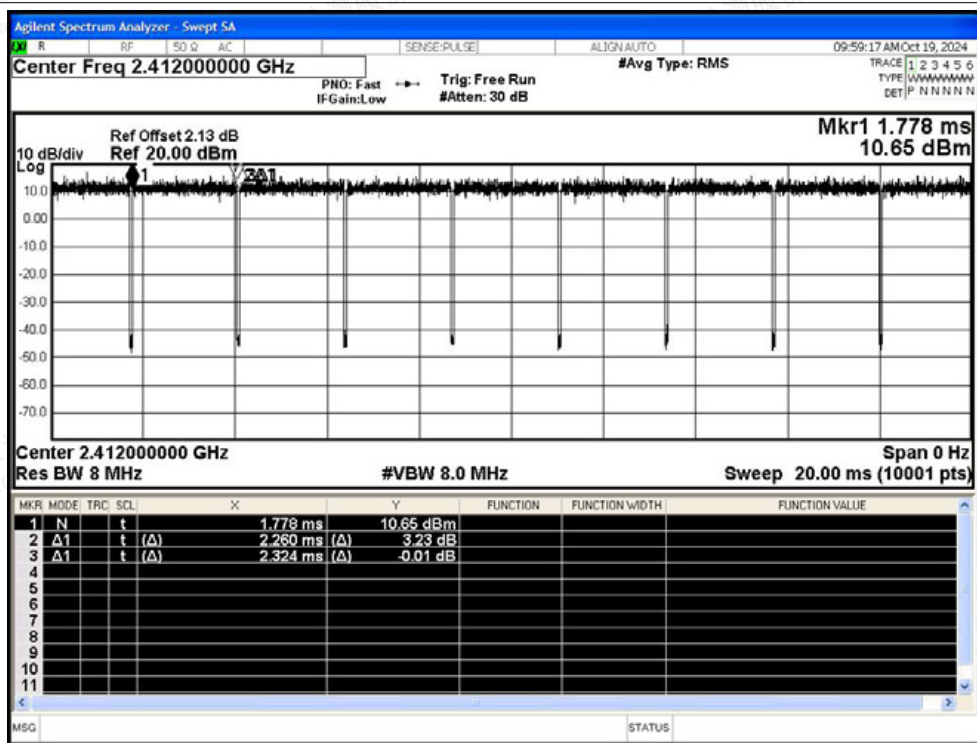 Agilent Spectrum Analyzer - Swept SA
R RF 50 Ω AC SENSE:PULSE ALIGN AUTO 09:59:17 AM Oct 19, 2024
Center Freq 2.412000000 GHz #Avg Type: RMS TRACE 1 2 3 4 5 6
PNO: Fast Trig: Free Run TYPE WWWWWW
IFGain:Low #Atten: 30 dB DET P N N N N N
Mkr1 1.778 ms
Ref Offset 2.13 dB
10 dB/div Ref 20.00 dBm 10.65 dBm
Log
1 3Δ1
10.0
0.00
-10.0
-20.0
-30.0
-40.0
-50.0
-60.0
-70.0
Center 2.412000000 GHz Span 0 Hz
Res BW 8 MHz #VBW 8.0 MHz Sweep 20.00 ms (10001 pts)
MKR MODE TRC SCL X Y FUNCTION FUNCTION WIDTH FUNCTION VALUE
1 N t 1.778 ms 10.65 dBm
2 Δ1 t (Δ) 2.260 ms (Δ) 3.23 dB
3 Δ1 t (Δ) 2.324 ms (Δ) -0.01 dB
4
5
6
7
8
9
10
11
MSG STATUS